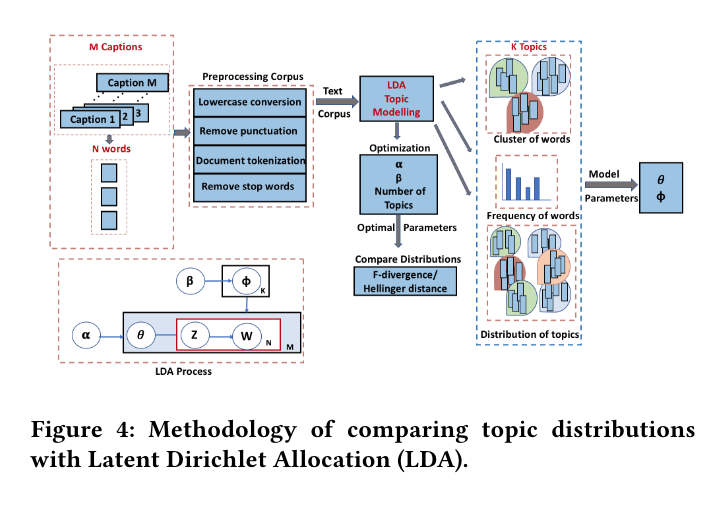 M Captions
Caption M
Caption 1
2
3
N words
Preprocessing Corpus
Lowercase conversion
Remove punctuation
Document tokenization
Remove stop words
Text
Corpus
LDA
Topic
Modelling
Optimization
α
β
Number of
Topics
Optimal Parameters
Compare Distributions
F-divergence/
Hellinger distance
K Topics
Cluster of words
Frequency of words
Distribution of topics
Model
Parameters
θ
ϕ
β
ϕ
K
α
θ
Z
W
N
M
LDA Process
Figure 4: Methodology of comparing topic distributions
with Latent Dirichlet Allocation (LDA).